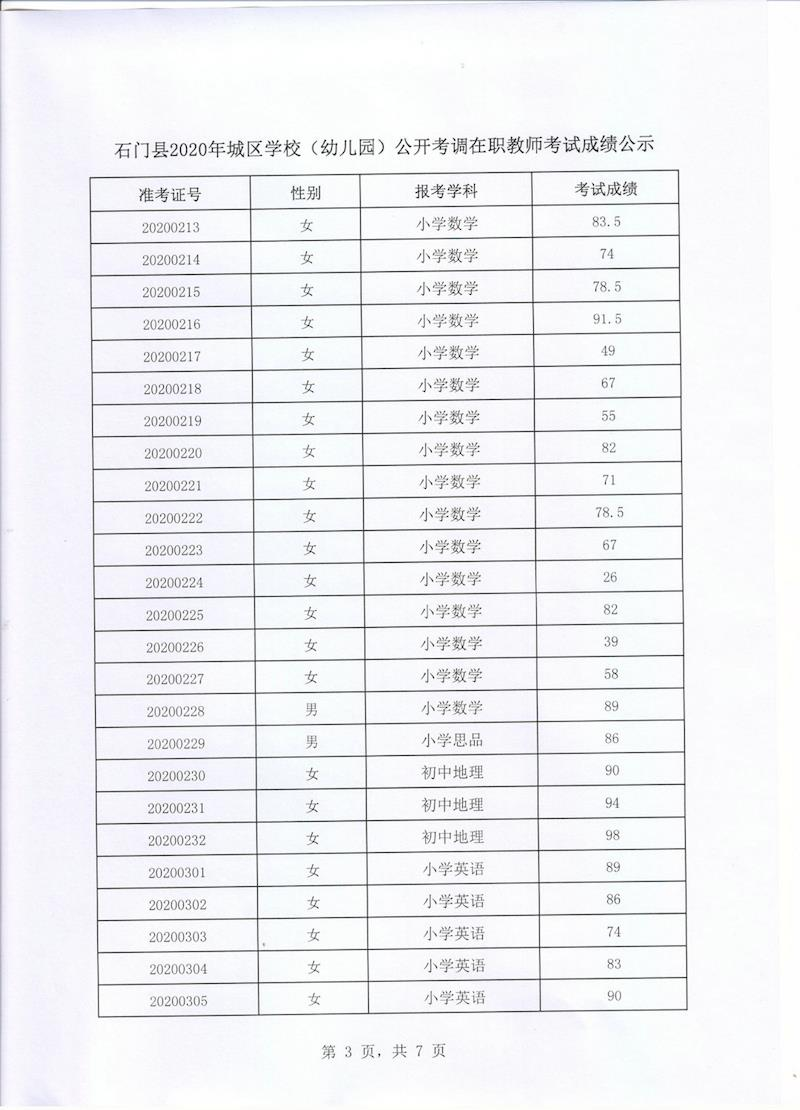 石门县2020年城区学校（幼儿园）公开考调在职教师考试成绩公示
准考证号 性别 报考学科 考试成绩
20200213 女 小学数学 83.5
20200214 女 小学数学 74
20200215 女 小学数学 78.5
20200216 女 小学数学 91.5
20200217 女 小学数学 49
20200218 女 小学数学 67
20200219 女 小学数学 55
20200220 女 小学数学 82
20200221 女 小学数学 71
20200222 女 小学数学 78.5
20200223 女 小学数学 67
20200224 女 小学数学 26
20200225 女 小学数学 82
20200226 女 小学数学 39
20200227 女 小学数学 58
20200228 男 小学数学 89
20200229 男 小学思品 86
20200230 女 初中地理 90
20200231 女 初中地理 94
20200232 女 初中地理 98
20200301 女 小学英语 89
20200302 女 小学英语 86
20200303 女 小学英语 74
20200304 女 小学英语 83
20200305 女 小学英语 90
第 3 页，共 7 页